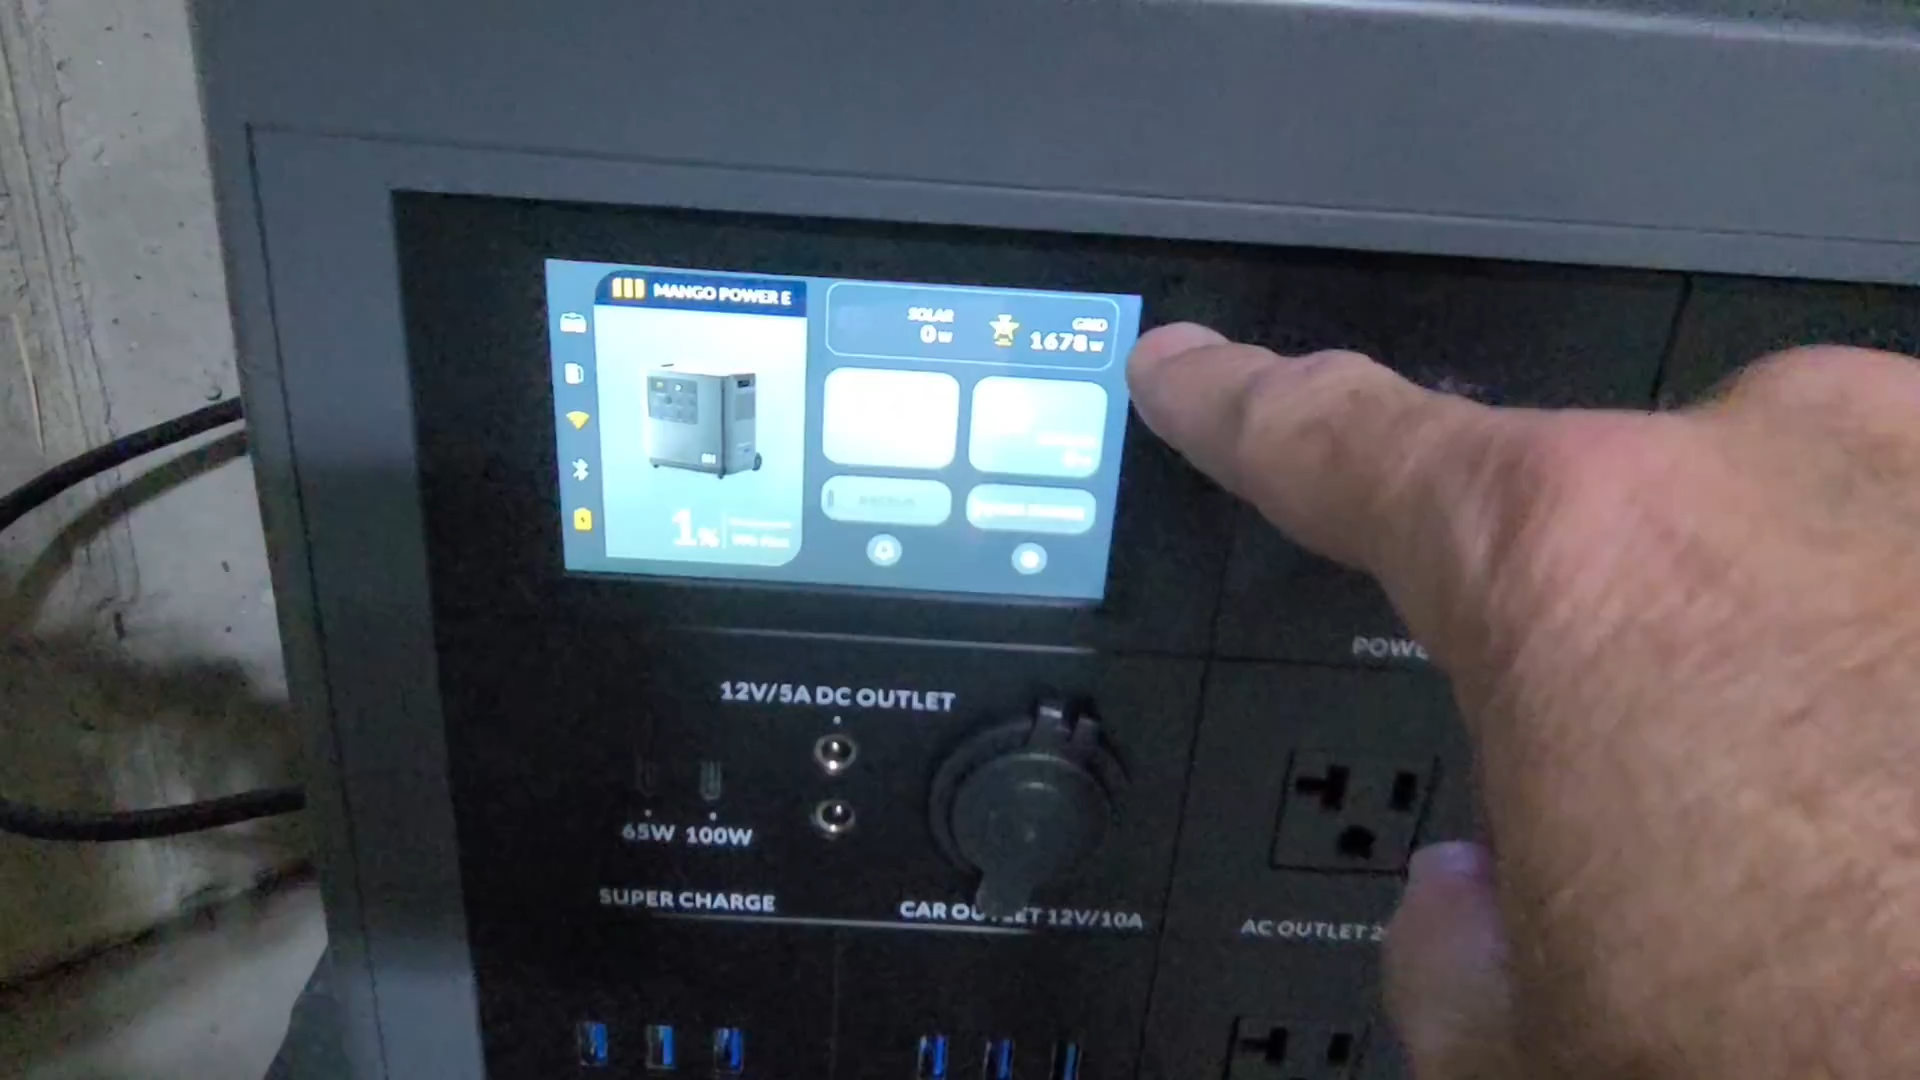 MANGO POWER E
SOLAR
0W
GRID
1678W
1%
12V/5A DC OUTLET
65W 100W
SUPER CHARGE
CAR OUTLET 12V/10A
POWE
AC OUTLET 2